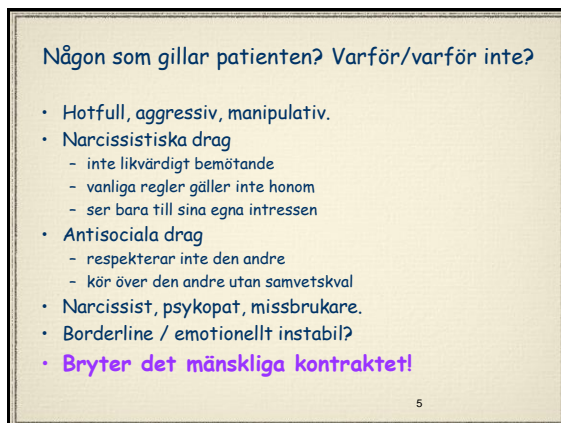 Någon som gillar patienten? Varför/varför inte?
• Hotfull, aggressiv, manipulativ.
• Narcissistiska drag
– inte likvärdigt bemötande
– vanliga regler gäller inte honom
– ser bara till sina egna intressen
• Antisociala drag
– respekterar inte den andre
– kör över den andre utan samvetskval
• Narcissist, psykopat, missbrukare.
• Borderline / emotionellt instabil?
• Bryter det mänskliga kontraktet!
5